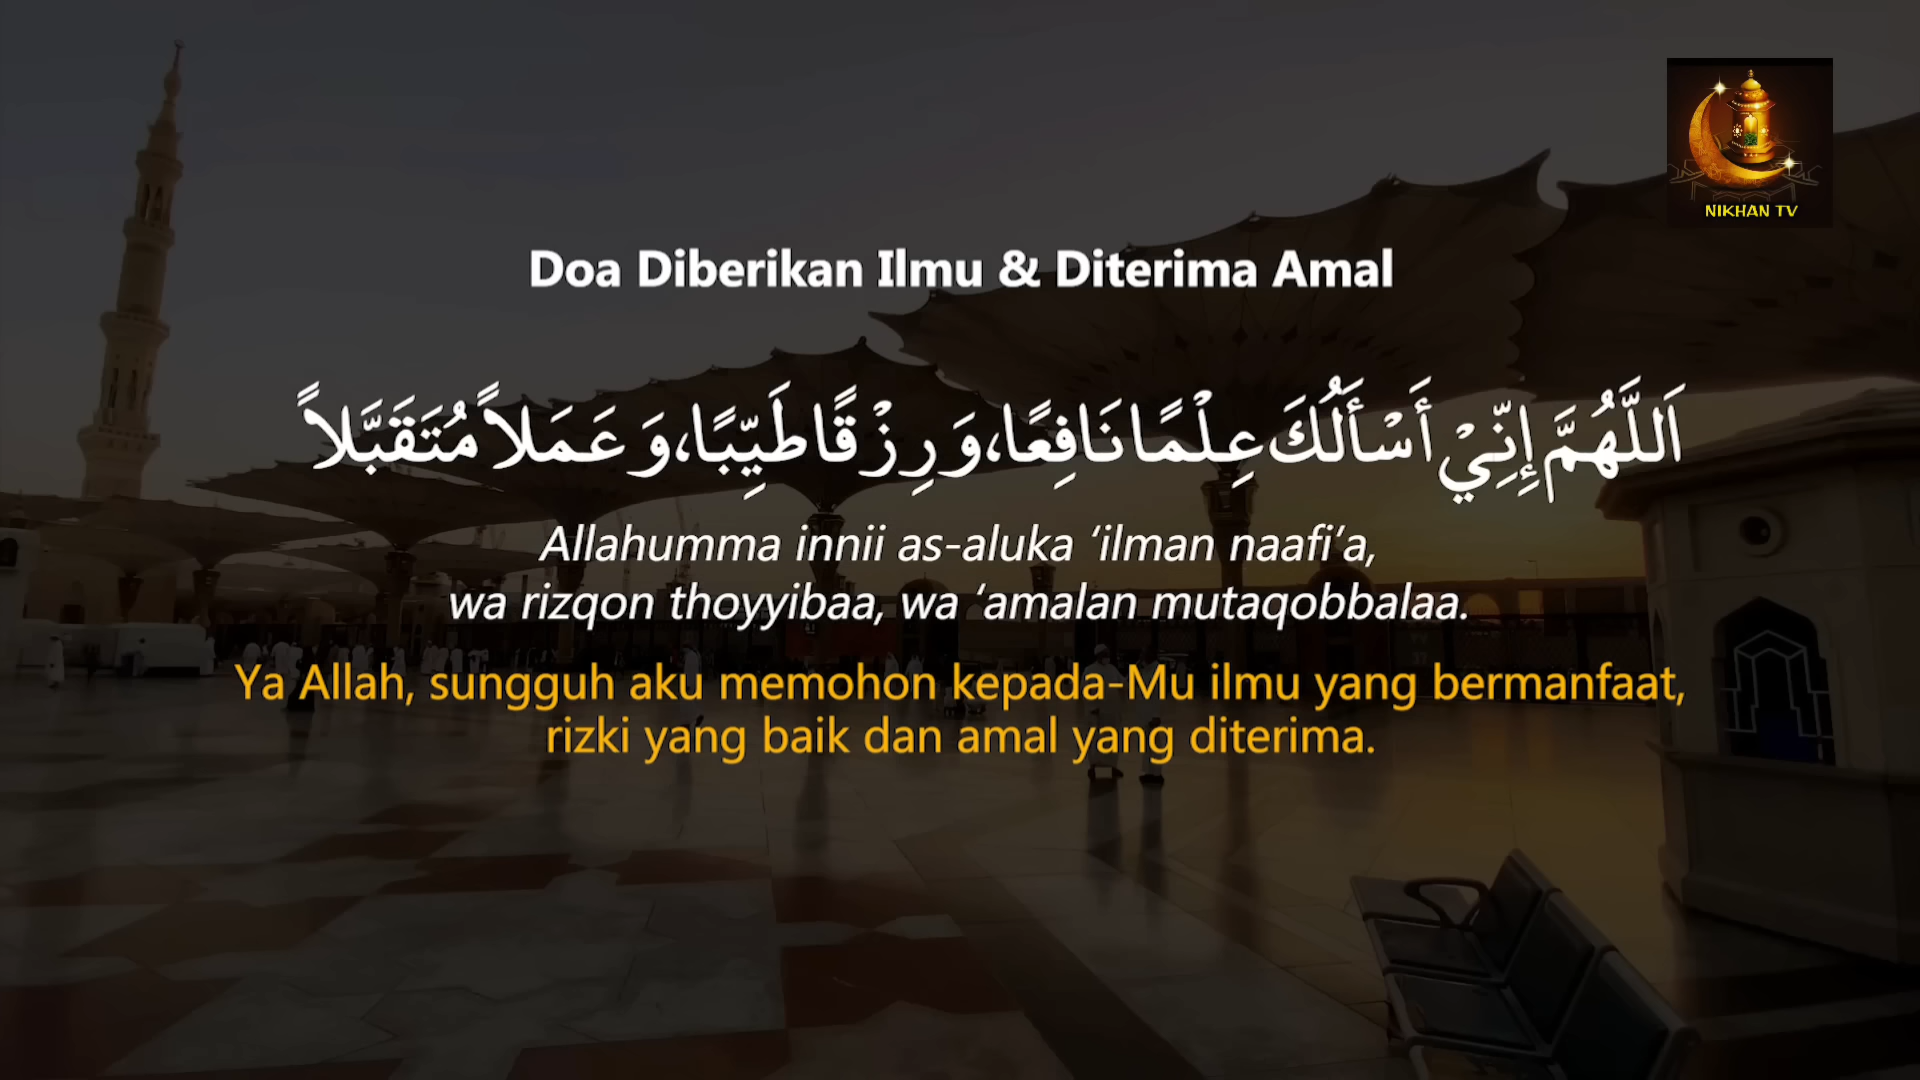 NIKHAN TV
Doa Diberikan Ilmu & Diterima Amal
اَللَّهُمَّ إِنِّيْ أَسْأَلُكَ عِلْمًا نَافِعًا، وَ رِزْقًا طَيِّبًا، وَ عَمَلاً مُتَقَبَّلاً
Allahumma innii as-aluka ‘ilman naafi’a,
wa rizqon thoyyibaa, wa ‘amalan mutaqobbalaa.
Ya Allah, sungguh aku memohon kepada-Mu ilmu yang bermanfaat,
rizki yang baik dan amal yang diterima.